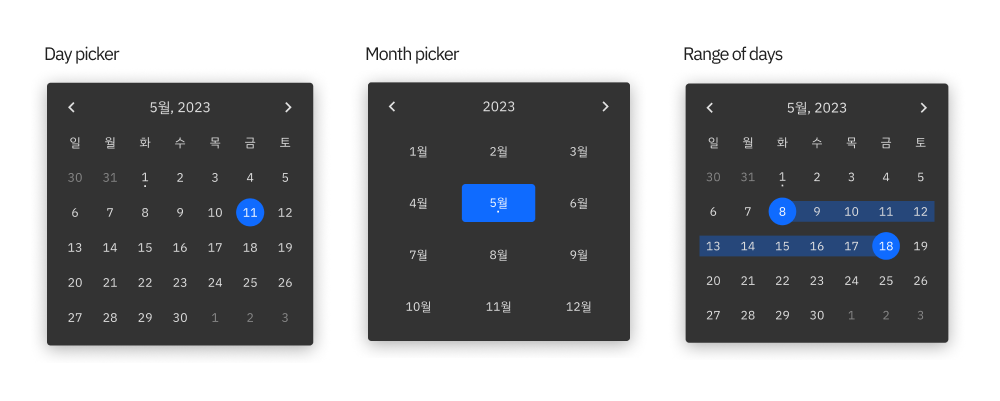 Day picker
5월, 2023
일 월 화 수 목 금 토
30 31 1 2 3 4 5
6 7 8 9 10 11 12
13 14 15 16 17 18 19
20 21 22 23 24 25 26
27 28 29 30 1 2 3
Month picker
2023
1월 2월 3월
4월 5월 6월
7월 8월 9월
10월 11월 12월
Range of days
5월, 2023
일 월 화 수 목 금 토
30 31 1 2 3 4 5
6 7 8 9 10 11 12
13 14 15 16 17 18 19
20 21 22 23 24 25 26
27 28 29 30 1 2 3